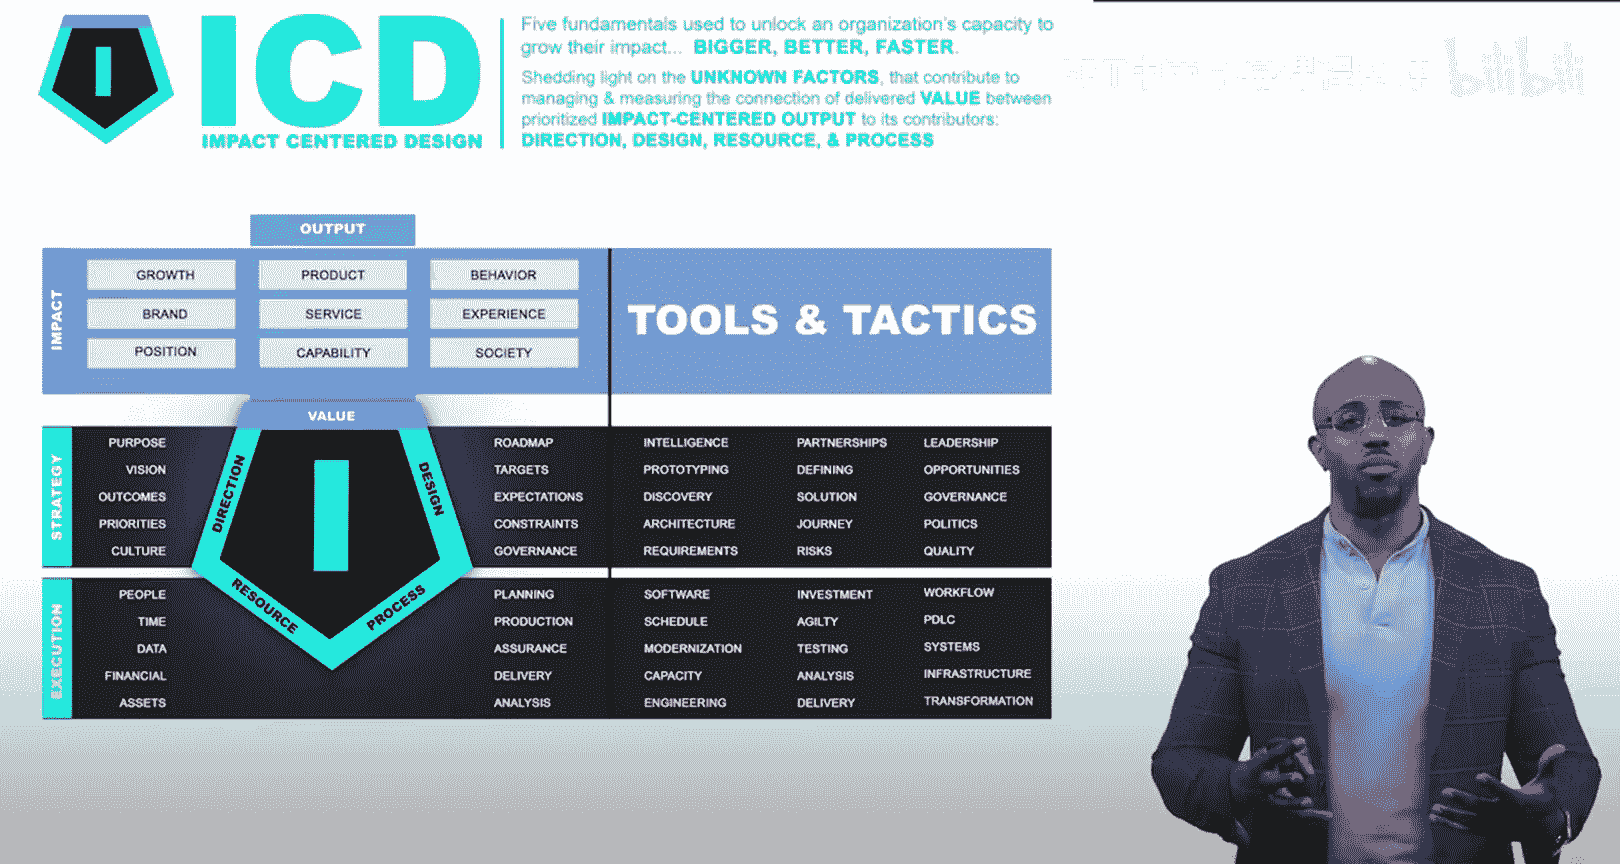 I
ICD
IMPACT CENTERED DESIGN
Five fundamentals used to unlock an organization's capacity to
grow their impact... BIGGER, BETTER, FASTER.
Shedding light on the UNKNOWN FACTORS, that contribute to
managing & measuring the connection of delivered VALUE between
prioritized IMPACT-CENTERED OUTPUT to its contributors:
DIRECTION, DESIGN, RESOURCE, & PROCESS
bilibili
OUTPUT
IMPACT
GROWTH PRODUCT BEHAVIOR
BRAND SERVICE EXPERIENCE
POSITION CAPABILITY SOCIETY
TOOLS & TACTICS
VALUE
DIRECTION
DESIGN
RESOURCE
PROCESS
I
STRATEGY
PURPOSE ROADMAP INTELLIGENCE PARTNERSHIPS LEADERSHIP
VISION TARGETS PROTOTYPING DEFINING OPPORTUNITIES
OUTCOMES EXPECTATIONS DISCOVERY SOLUTION GOVERNANCE
PRIORITIES CONSTRAINTS ARCHITECTURE JOURNEY POLITICS
CULTURE GOVERNANCE REQUIREMENTS RISKS QUALITY
EXECUTION
PEOPLE PLANNING SOFTWARE INVESTMENT WORKFLOW
TIME PRODUCTION SCHEDULE AGILTY PDLC
DATA ASSURANCE MODERNIZATION TESTING SYSTEMS
FINANCIAL DELIVERY CAPACITY ANALYSIS INFRASTRUCTURE
ASSETS ANALYSIS ENGINEERING DELIVERY TRANSFORMATION